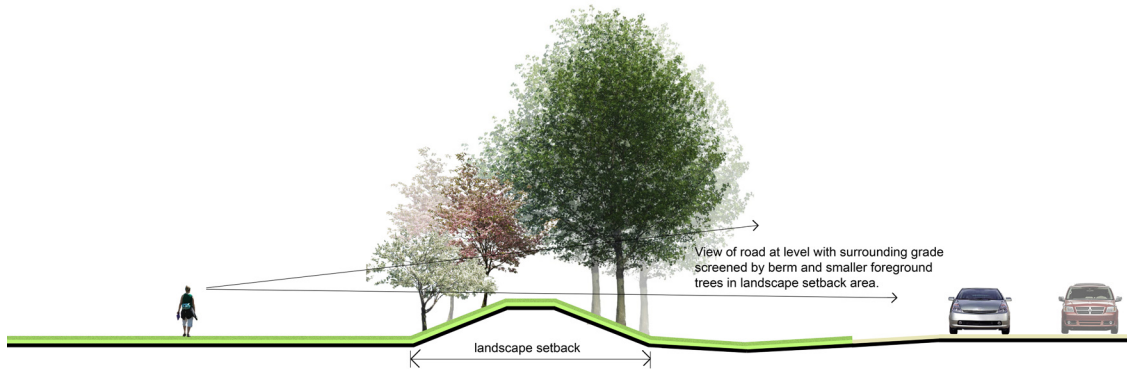 View of road at level with surrounding grade
screened by berm and smaller foreground
trees in landscape setback area.
landscape setback